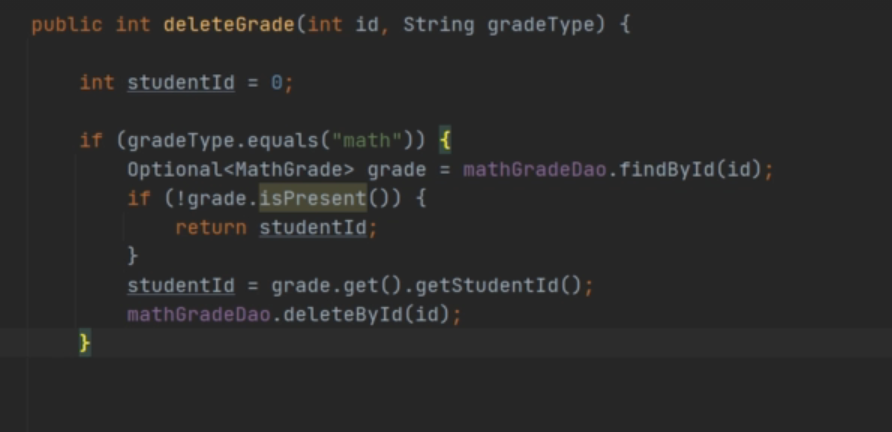 public int deleteGrade(int id, String gradeType) {
int studentId = 0;
if (gradeType.equals("math")) {
Optional<MathGrade> grade = mathGradeDao.findById(id);
if (!grade.isPresent()) {
return studentId;
}
studentId = grade.get().getStudentId();
mathGradeDao.deleteById(id);
}